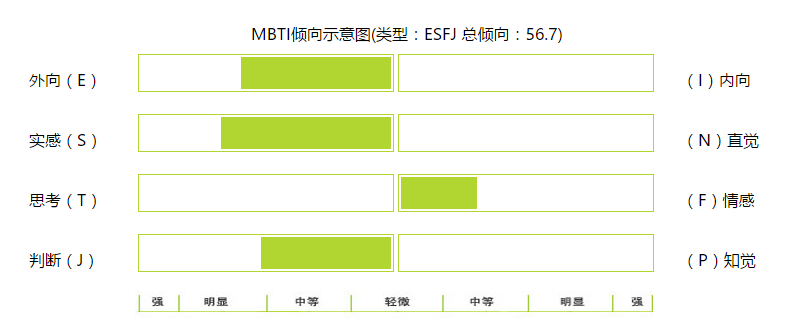 MBTI倾向示意图(类型：ESFJ 总倾向：56.7)
外向（E） （I）内向
实感（S） （N）直觉
思考（T） （F）情感
判断（J） （P）知觉
强 明显 中等 轻微 中等 明显 强